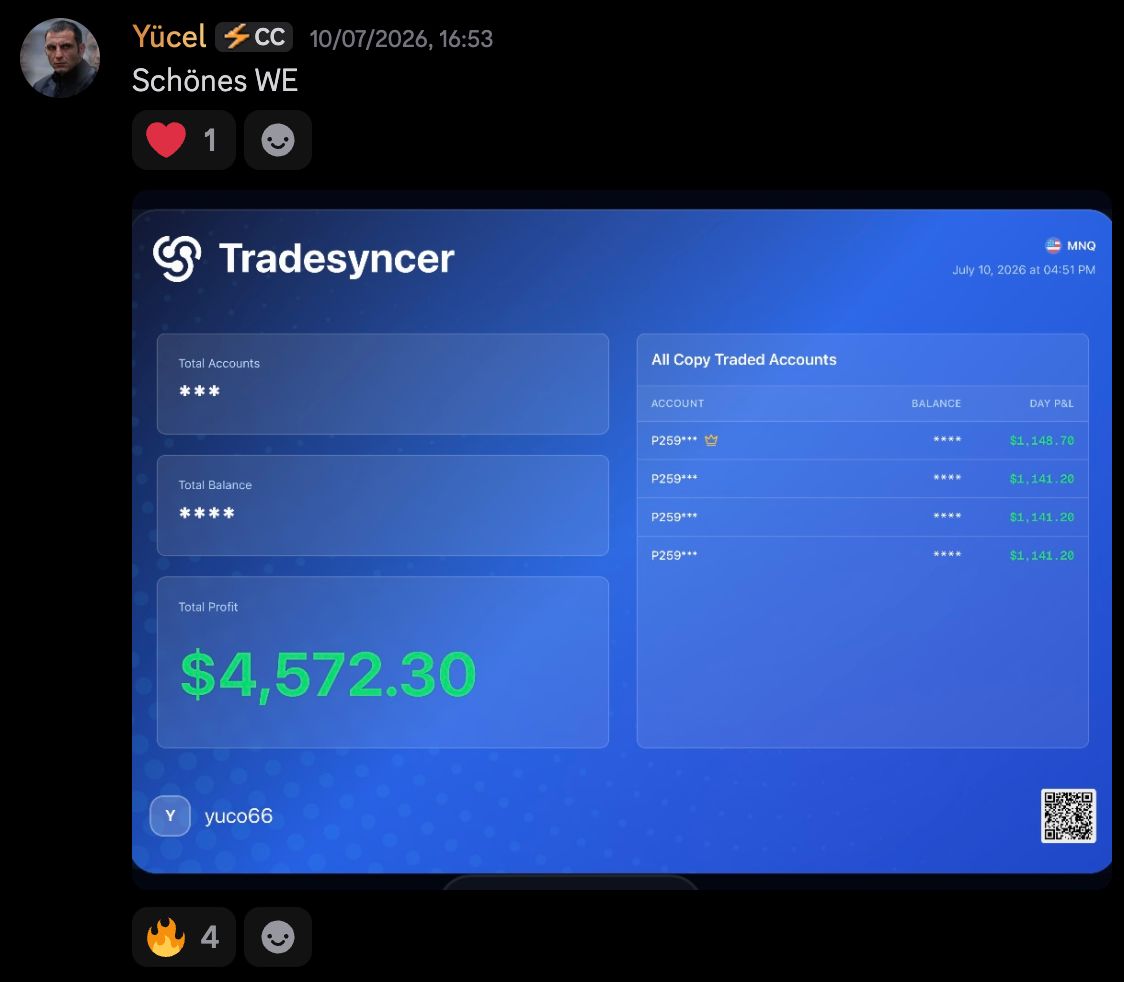 Yücel ⚡CC 10/07/2026, 16:53
Schönes WE
❤️ 1
Tradesyncer
MNQ
July 10, 2026 at 04:51 PM
Total Accounts
***
Total Balance
****
Total Profit
$4,572.30
All Copy Traded Accounts
ACCOUNT BALANCE DAY P&L
P259*** **** $1,148.70
P259*** **** $1,141.20
P259*** **** $1,141.20
P259*** **** $1,141.20
Y yuco66
🔥 4